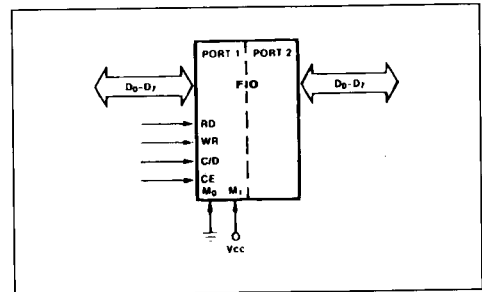 PORT 1 PORT 2
FIO
D0-D7
D0-D7
RD
WR
C/D
CE
M0 M1
Vcc